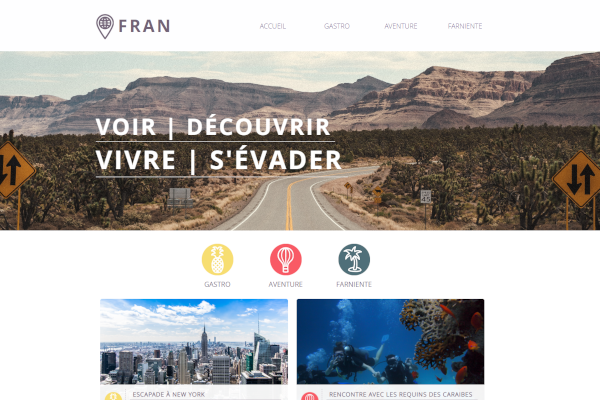 FRAN
ACCUEIL GASTRO AVENTURE FARNIENTE
VOIR | DÉCOUVRIR
VIVRE | S'ÉVADER
45
GASTRO AVENTURE FARNIENTE
ESCAPADE À NEW YORK
RENCONTRE AVEC LES REQUINS DES CARAIBES